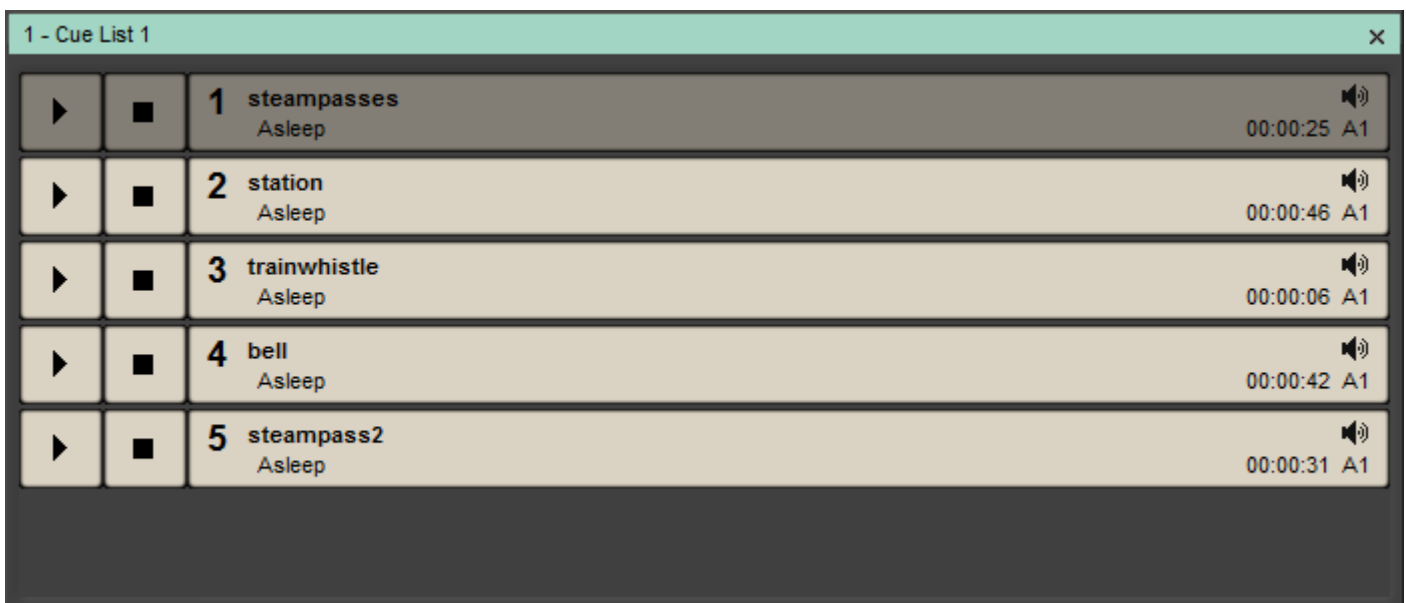 1 - Cue List 1
1 steampasses
Asleep 00:00:25 A1
2 station
Asleep 00:00:46 A1
3 trainwhistle
Asleep 00:00:06 A1
4 bell
Asleep 00:00:42 A1
5 steampass2
Asleep 00:00:31 A1